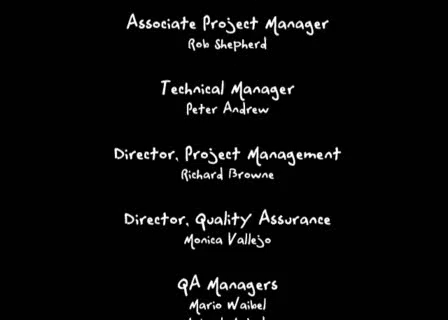 Associate Project Manager
Rob Shepherd
Technical Manager
Peter Andrew
Director, Project Management
Richard Browne
Director, Quality Assurance
Monica Vallejo
QA Managers
Mario Waibel